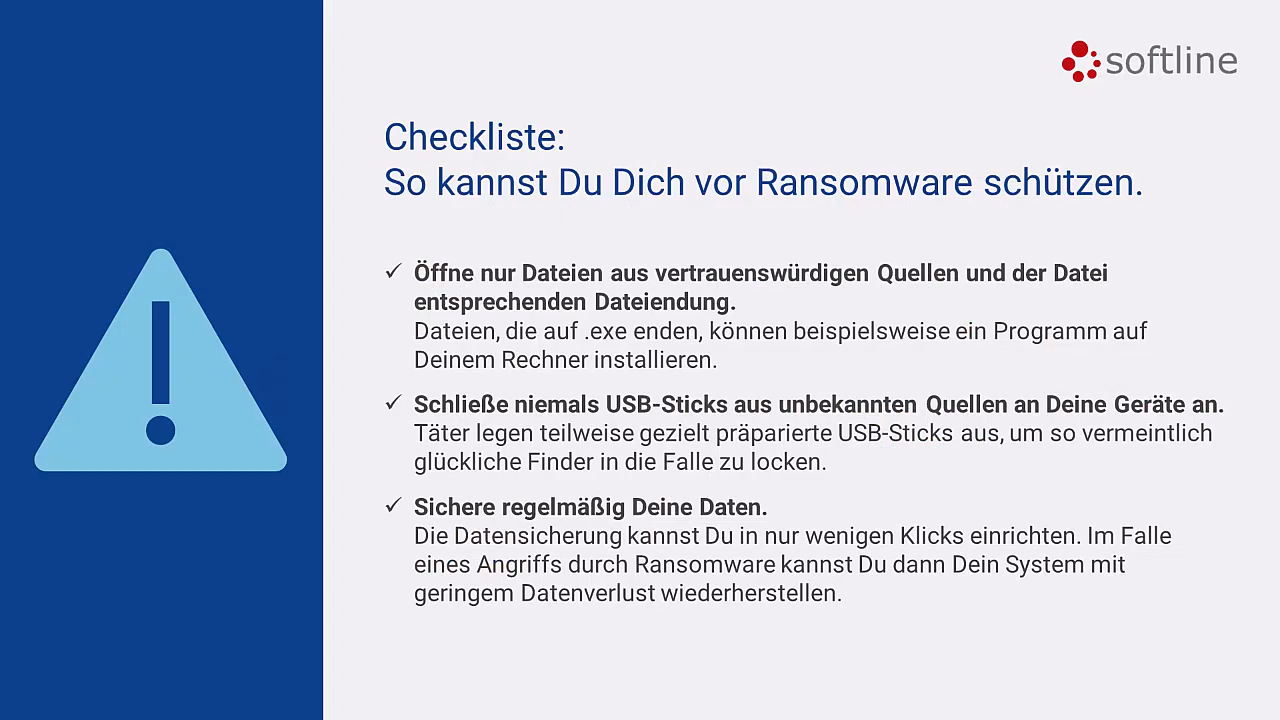 softline
Checkliste:
So kannst Du Dich vor Ransomware schützen.
✓ Öffne nur Dateien aus vertrauenswürdigen Quellen und der Datei
entsprechenden Dateiendung.
Dateien, die auf .exe enden, können beispielsweise ein Programm auf
Deinem Rechner installieren.
✓ Schließe niemals USB-Sticks aus unbekannten Quellen an Deine Geräte an.
Täter legen teilweise gezielt präparierte USB-Sticks aus, um so vermeintlich
glückliche Finder in die Falle zu locken.
✓ Sichere regelmäßig Deine Daten.
Die Datensicherung kannst Du in nur wenigen Klicks einrichten. Im Falle
eines Angriffs durch Ransomware kannst Du dann Dein System mit
geringem Datenverlust wiederherstellen.